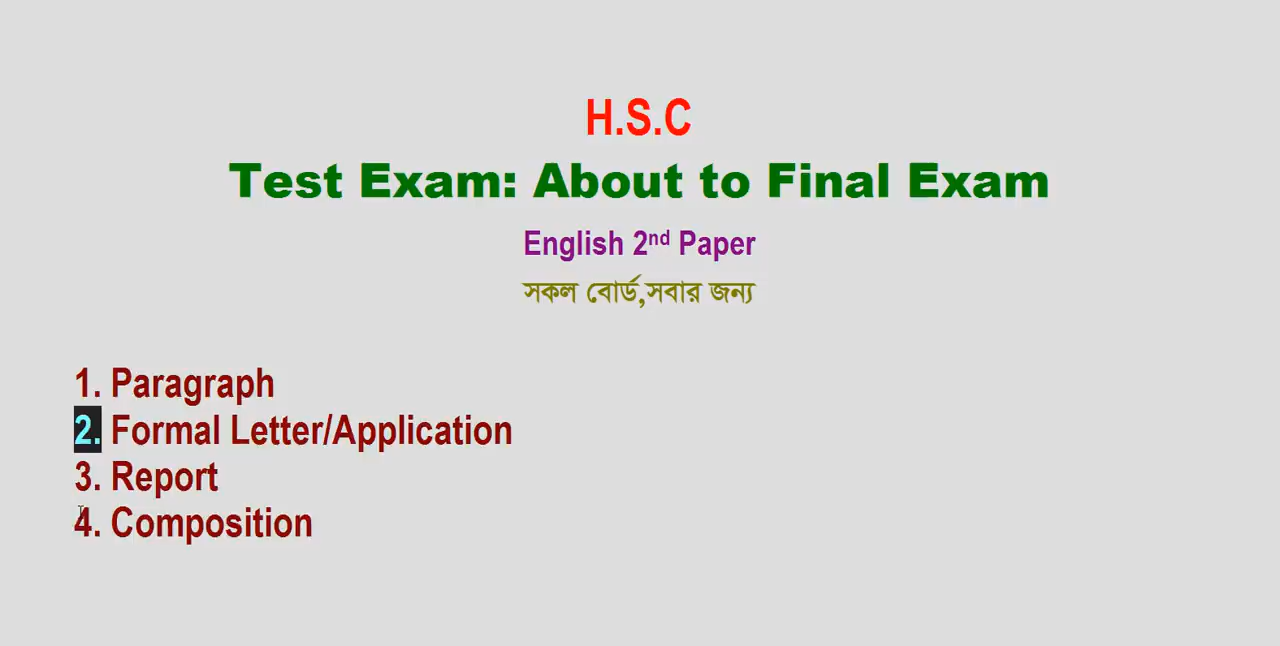 H.S.C
Test Exam: About to Final Exam
English 2nd Paper
সকল বোর্ড,সবার জন্য
1. Paragraph
2. Formal Letter/Application
3. Report
4. Composition